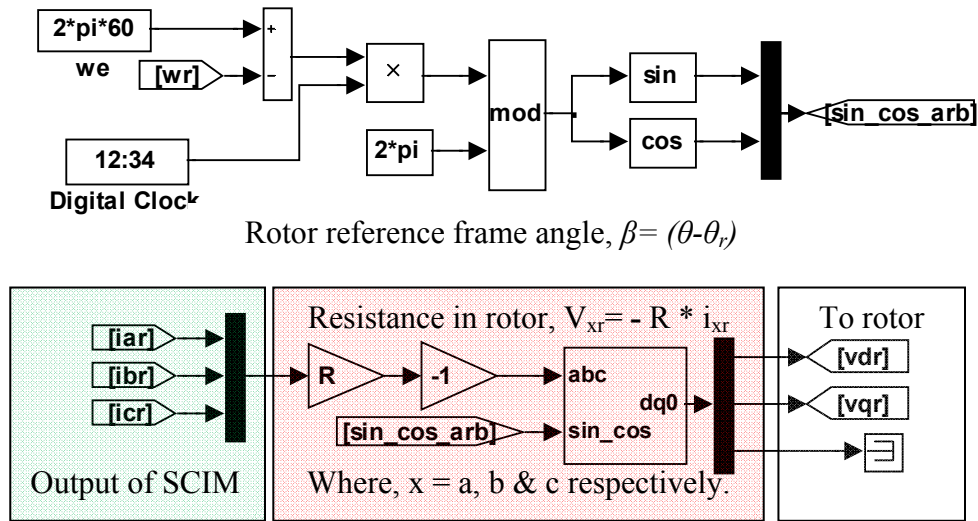 2*pi*60
we
[wr]
+
−
×
12:34
Digital Clock
2*pi
mod
sin
cos
[sin_cos_arb]
Rotor reference frame angle, β= (θ-θr)
Resistance in rotor, Vxr= - R * ixr
To rotor
[iar]
[ibr]
[icr]
R
-1
abc
dq0
sin_cos
[sin_cos_arb]
[vdr]
[vqr]
Output of SCIM
Where, x = a, b & c respectively.